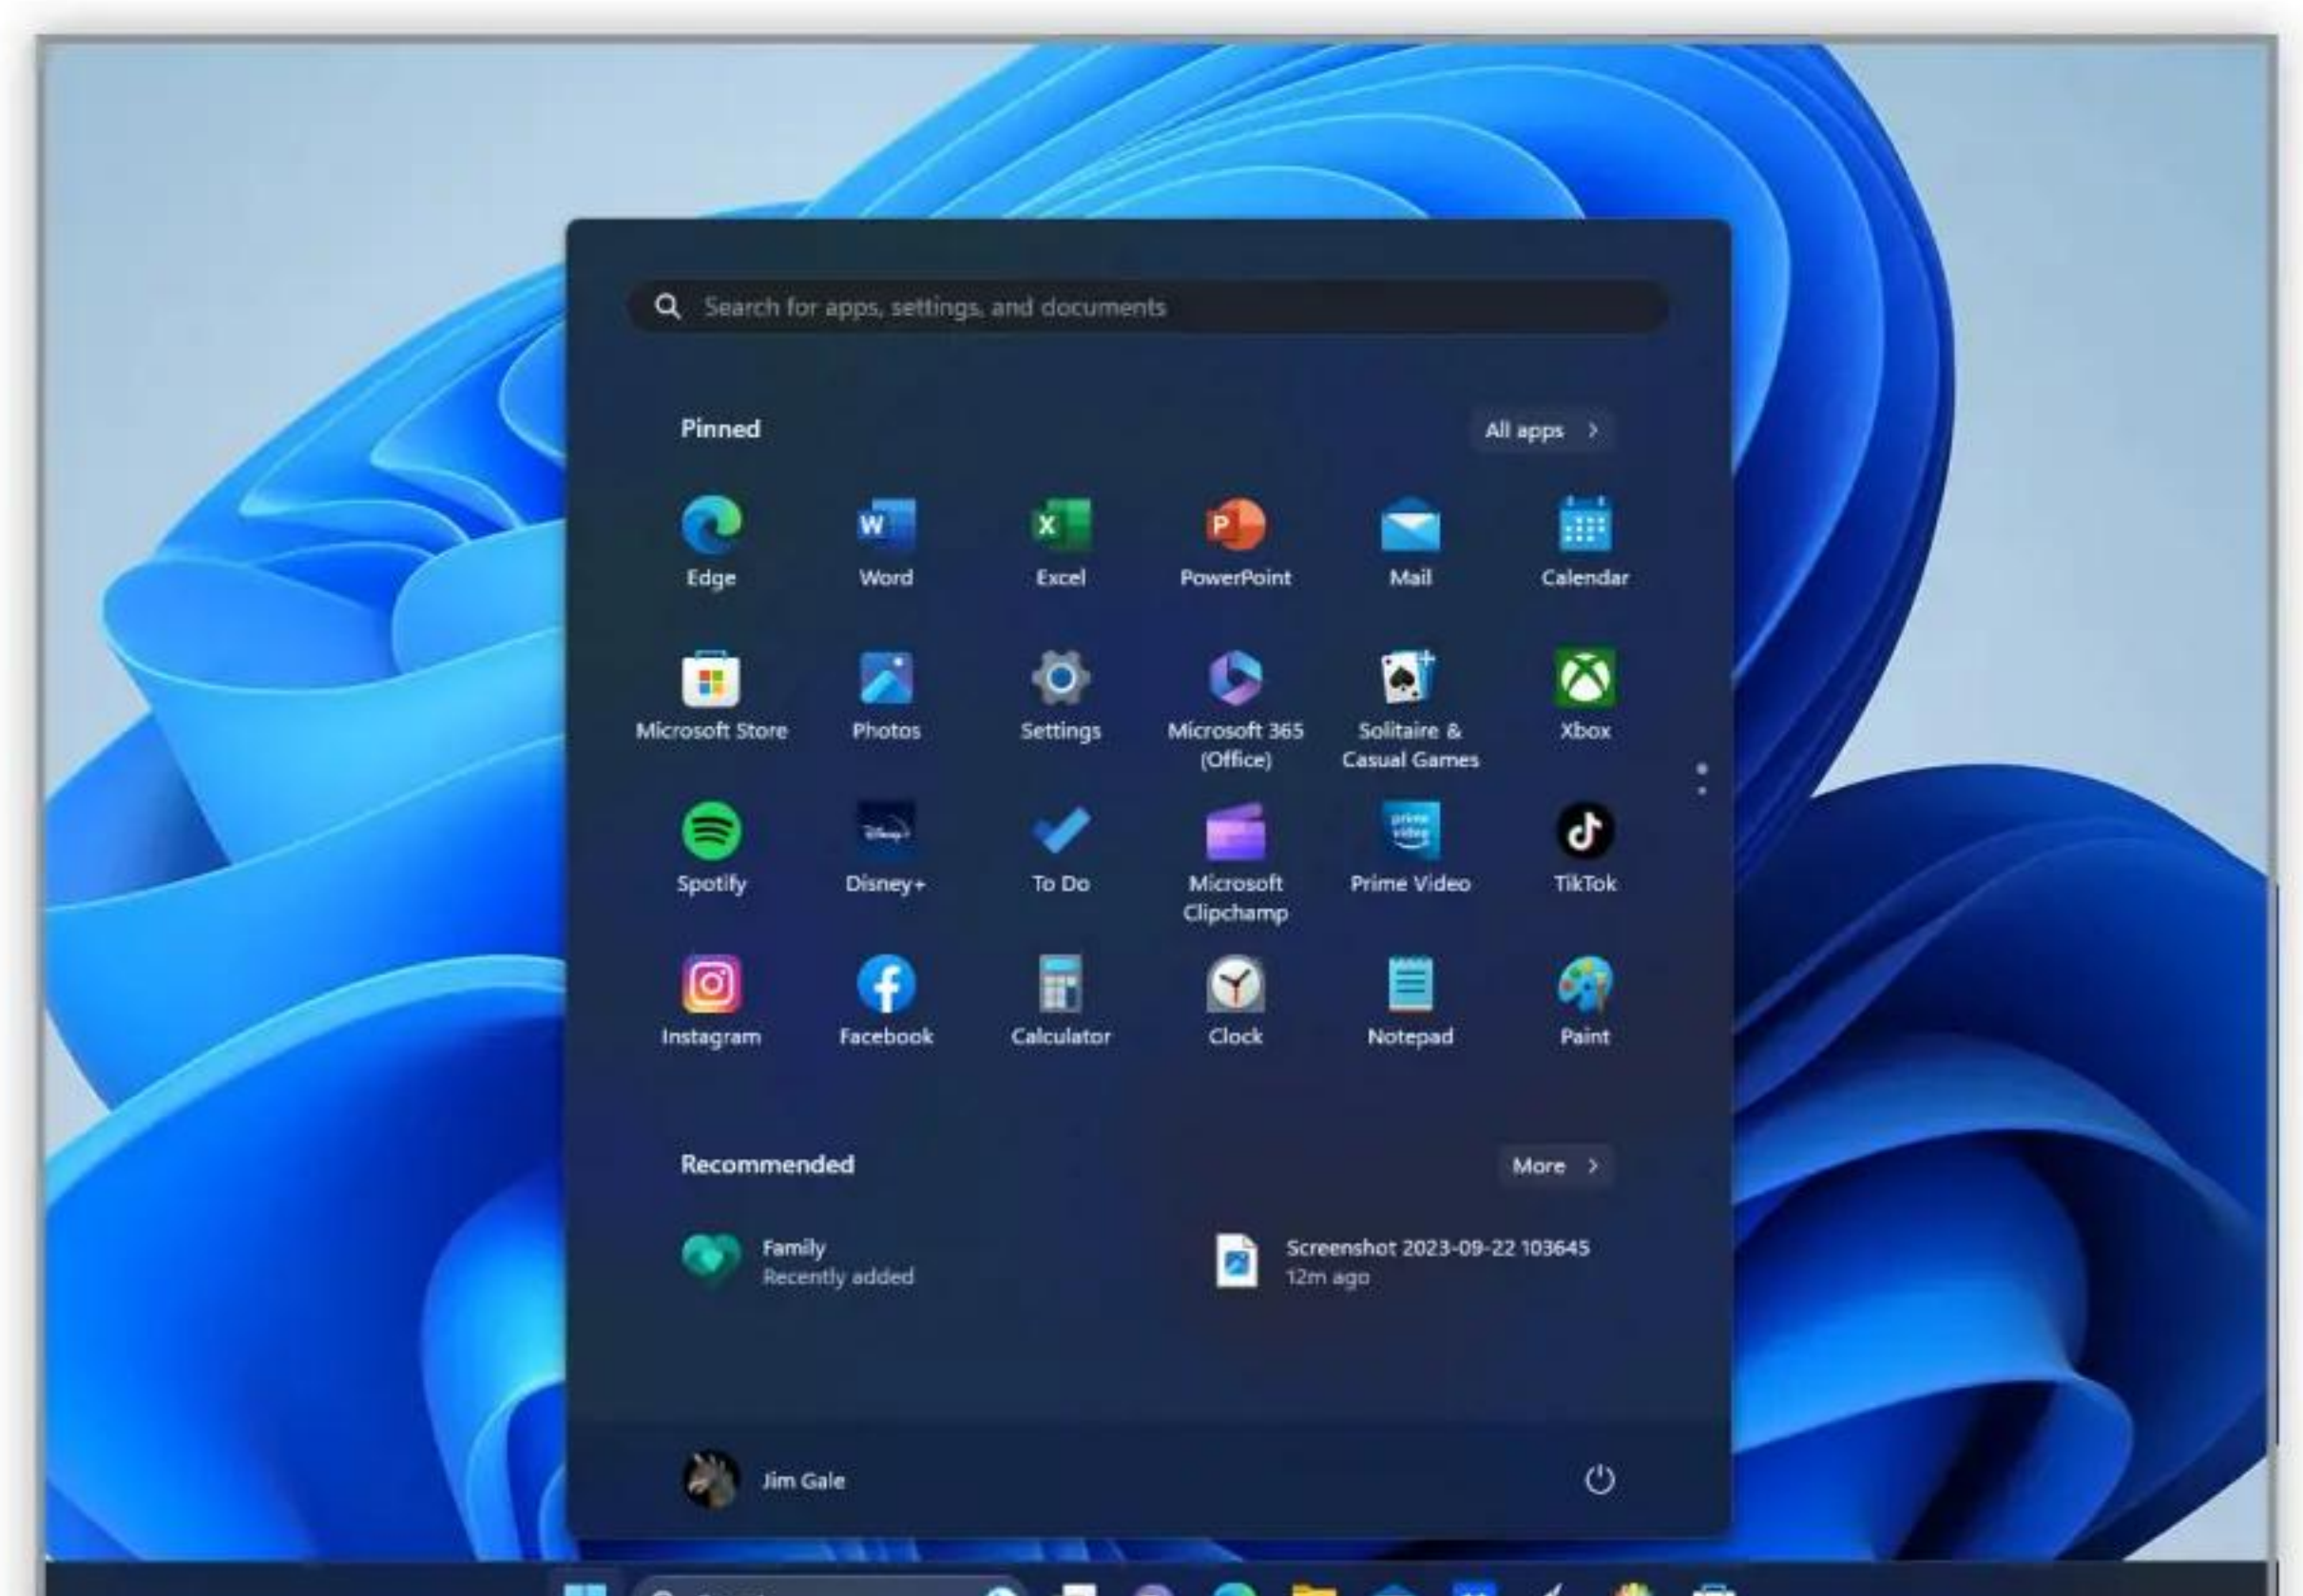 Search for apps, settings, and documents
Pinned
All apps
Edge
Word
Excel
PowerPoint
Mail
Calendar
Microsoft Store
Photos
Settings
Microsoft 365
(Office)
Solitaire &
Casual Games
Xbox
Spotify
Disney+
To Do
Microsoft
Clipchamp
Prime Video
TikTok
Instagram
Facebook
Calculator
Clock
Notepad
Paint
Recommended
More
Family
Recently added
Screenshot 2023-09-22 103645
12m ago
Jim Gale